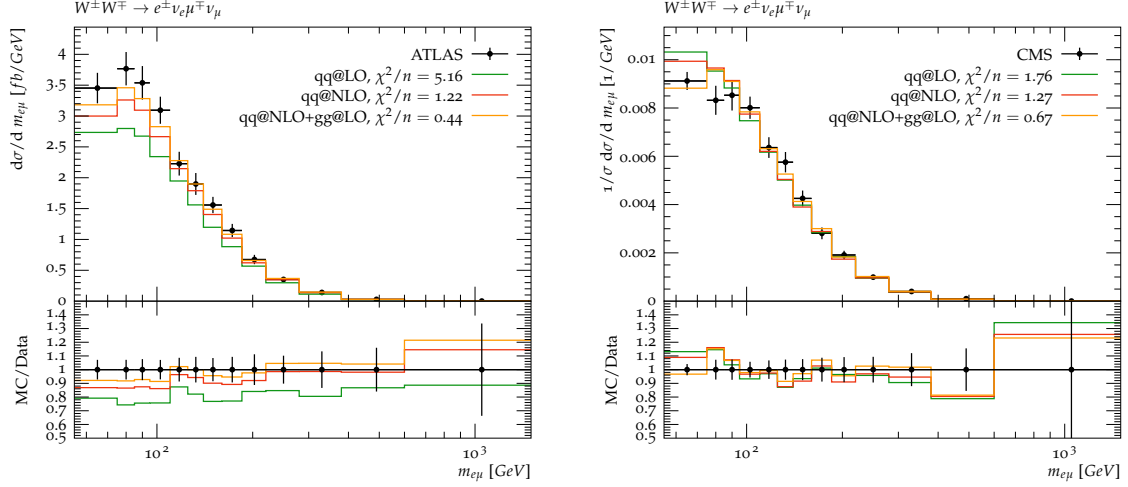 W±W∓ → e±νₑμ∓ν_μ
ATLAS
qq@LO, χ²/n = 5.16
qq@NLO, χ²/n = 1.22
qq@NLO+gg@LO, χ²/n = 0.44
dσ/d m_eμ [fb/GeV]
4
3.5
3
2.5
2
1.5
1
0.5
0
MC/Data
1.4
1.3
1.2
1.1
1
0.9
0.8
0.7
0.6
0.5
10² 10³
m_eμ [GeV]
W±W∓ → e±νₑμ∓ν_μ
CMS
qq@LO, χ²/n = 1.76
qq@NLO, χ²/n = 1.27
qq@NLO+gg@LO, χ²/n = 0.67
1/σ dσ/d m_eμ [1/GeV]
0.01
0.008
0.006
0.004
0.002
0
MC/Data
1.4
1.3
1.2
1.1
1
0.9
0.8
0.7
0.6
0.5
10² 10³
m_eμ [GeV]